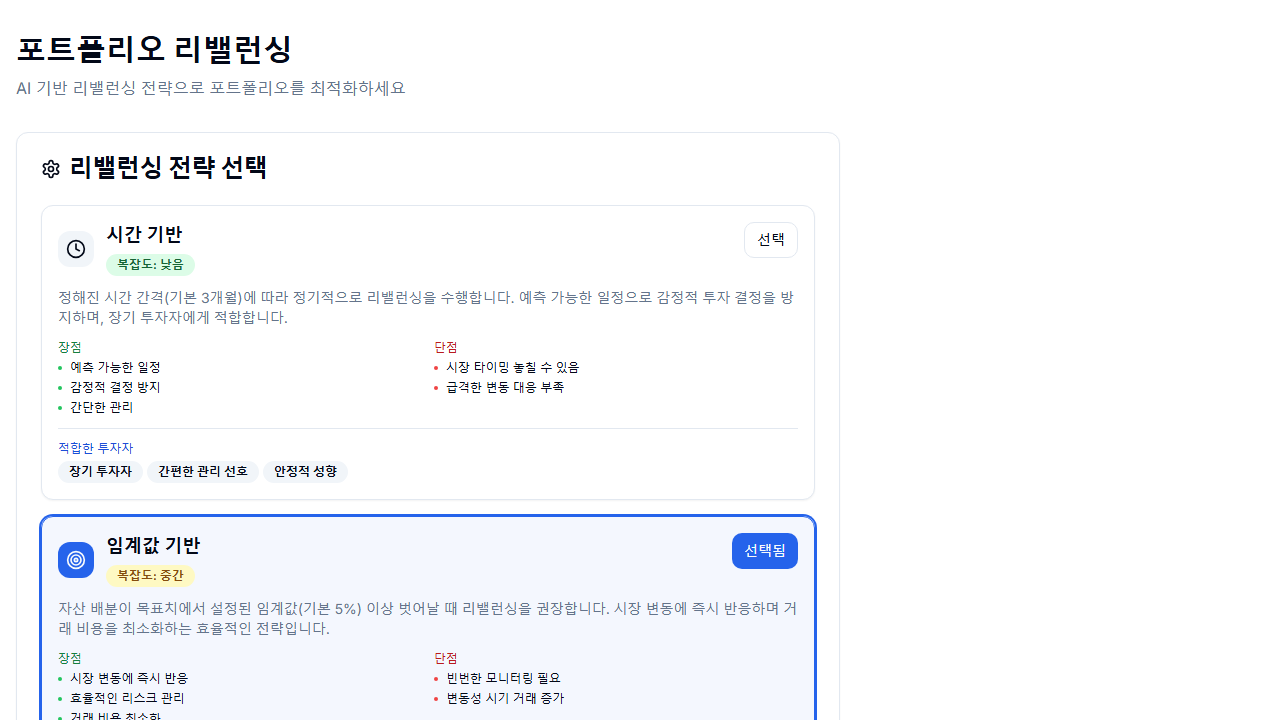 포트폴리오 리밸런싱
AI 기반 리밸런싱 전략으로 포트폴리오를 최적화하세요
리밸런싱 전략 선택
시간 기반
복잡도: 낮음
선택
정해진 시간 간격(기본 3개월)에 따라 정기적으로 리밸런싱을 수행합니다. 예측 가능한 일정으로 감정적 투자 결정을 방
지하며, 장기 투자자에게 적합합니다.
장점
예측 가능한 일정
감정적 결정 방지
간단한 관리
단점
시장 타이밍 놓칠 수 있음
급격한 변동 대응 부족
적합한 투자자
장기 투자자
간편한 관리 선호
안정적 성향
임계값 기반
복잡도: 중간
선택됨
자산 배분이 목표치에서 설정된 임계값(기본 5%) 이상 벗어날 때 리밸런싱을 권장합니다. 시장 변동에 즉시 반응하며 거
래 비용을 최소화하는 효율적인 전략입니다.
장점
시장 변동에 즉시 반응
효율적인 리스크 관리
거래 비용 최소화
단점
빈번한 모니터링 필요
변동성 시기 거래 증가